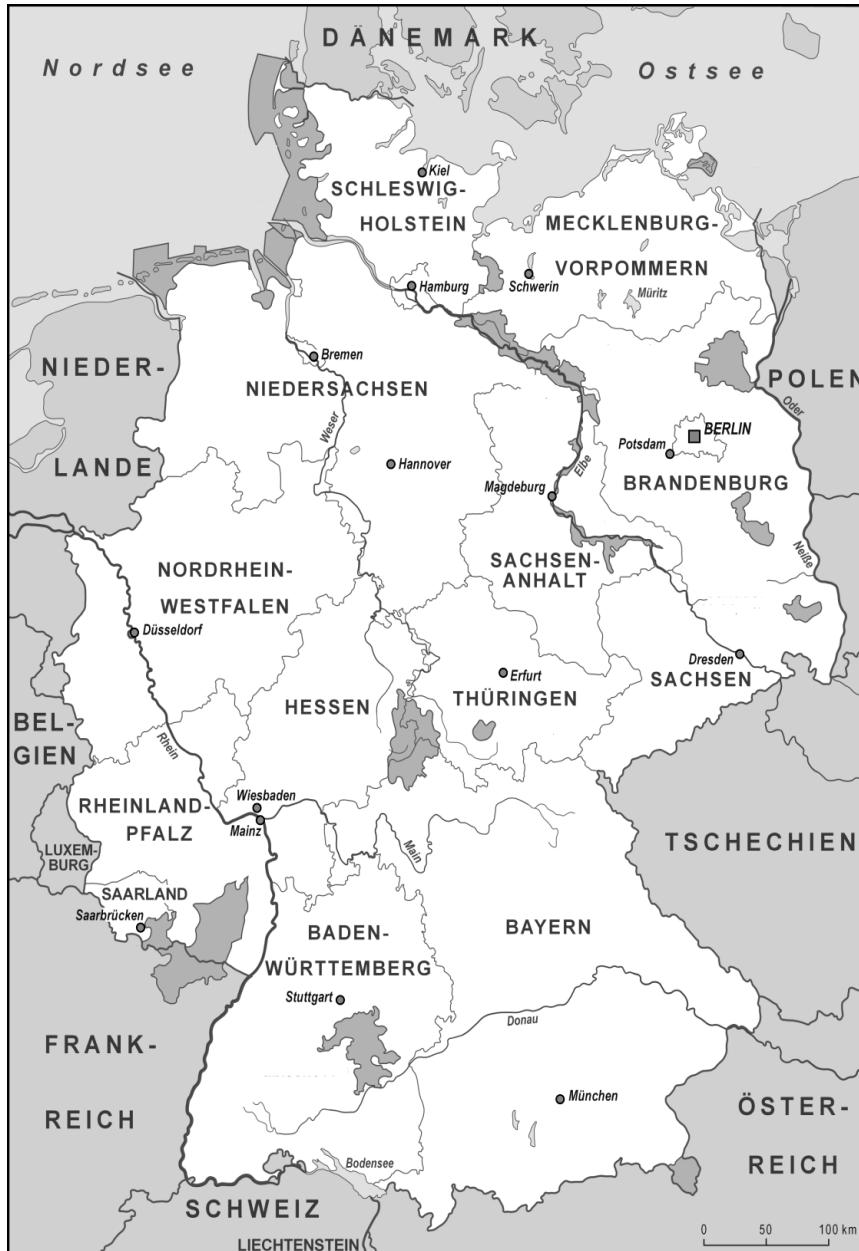 DÄNEMARK
Nordsee
Ostsee
Kiel
SCHLESWIG-
HOLSTEIN
MECKLENBURG-
VORPOMMERN
Schwerin
Müritz
Hamburg
NIEDER-
LANDE
Bremen
NIEDERSACHSEN
Weser
Hannover
POLEN
Oder
BERLIN
Potsdam
BRANDENBURG
Magdeburg
Elbe
Neiße
SACHSEN-
ANHALT
NORDRHEIN-
WESTFALEN
Düsseldorf
Dresden
SACHSEN
Erfurt
THÜRINGEN
HESSEN
BEL-
GIEN
Rhein
Wiesbaden
Mainz
RHEINLAND-
PFALZ
LUXEM-
BURG
TSCHECHIEN
Main
SAARLAND
Saarbrücken
BADEN-
WÜRTTEMBERG
BAYERN
Stuttgart
Donau
FRANK-
REICH
München
ÖSTER-
REICH
Bodensee
SCHWEIZ
LIECHTENSTEIN
0 50 100 km